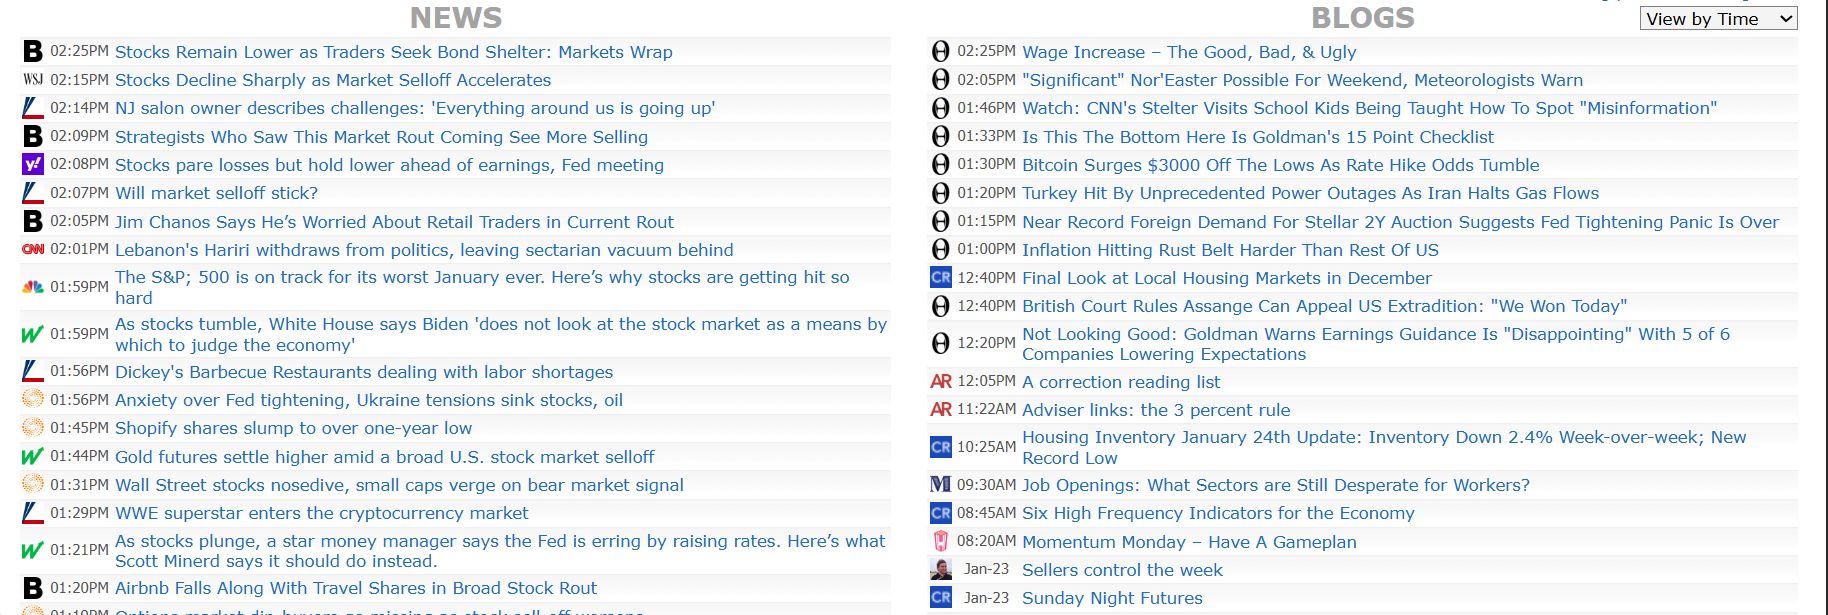 NEWS
B 02:25PM Stocks Remain Lower as Traders Seek Bond Shelter: Markets Wrap
WSJ 02:15PM Stocks Decline Sharply as Market Selloff Accelerates
02:14PM NJ salon owner describes challenges: 'Everything around us is going up'
B 02:09PM Strategists Who Saw This Market Rout Coming See More Selling
y! 02:08PM Stocks pare losses but hold lower ahead of earnings, Fed meeting
02:07PM Will market selloff stick?
B 02:05PM Jim Chanos Says He’s Worried About Retail Traders in Current Rout
CNN 02:01PM Lebanon's Hariri withdraws from politics, leaving sectarian vacuum behind
01:59PM The S&P; 500 is on track for its worst January ever. Here’s why stocks are getting hit so
hard
01:59PM As stocks tumble, White House says Biden 'does not look at the stock market as a means by
which to judge the economy'
01:56PM Dickey's Barbecue Restaurants dealing with labor shortages
01:56PM Anxiety over Fed tightening, Ukraine tensions sink stocks, oil
01:45PM Shopify shares slump to over one-year low
01:44PM Gold futures settle higher amid a broad U.S. stock market selloff
01:31PM Wall Street stocks nosedive, small caps verge on bear market signal
01:29PM WWE superstar enters the cryptocurrency market
01:21PM As stocks plunge, a star money manager says the Fed is erring by raising rates. Here’s what
Scott Minerd says it should do instead.
B 01:20PM Airbnb Falls Along With Travel Shares in Broad Stock Rout
BLOGS
View by Time
02:25PM Wage Increase – The Good, Bad, & Ugly
02:05PM "Significant" Nor'Easter Possible For Weekend, Meteorologists Warn
01:46PM Watch: CNN's Stelter Visits School Kids Being Taught How To Spot "Misinformation"
01:33PM Is This The Bottom Here Is Goldman's 15 Point Checklist
01:30PM Bitcoin Surges $3000 Off The Lows As Rate Hike Odds Tumble
01:20PM Turkey Hit By Unprecedented Power Outages As Iran Halts Gas Flows
01:15PM Near Record Foreign Demand For Stellar 2Y Auction Suggests Fed Tightening Panic Is Over
01:00PM Inflation Hitting Rust Belt Harder Than Rest Of US
CR 12:40PM Final Look at Local Housing Markets in December
12:40PM British Court Rules Assange Can Appeal US Extradition: "We Won Today"
12:20PM Not Looking Good: Goldman Warns Earnings Guidance Is "Disappointing" With 5 of 6
Companies Lowering Expectations
AR 12:05PM A correction reading list
AR 11:22AM Adviser links: the 3 percent rule
CR 10:25AM Housing Inventory January 24th Update: Inventory Down 2.4% Week-over-week; New
Record Low
M 09:30AM Job Openings: What Sectors are Still Desperate for Workers?
CR 08:45AM Six High Frequency Indicators for the Economy
08:20AM Momentum Monday – Have A Gameplan
Jan-23 Sellers control the week
CR Jan-23 Sunday Night Futures